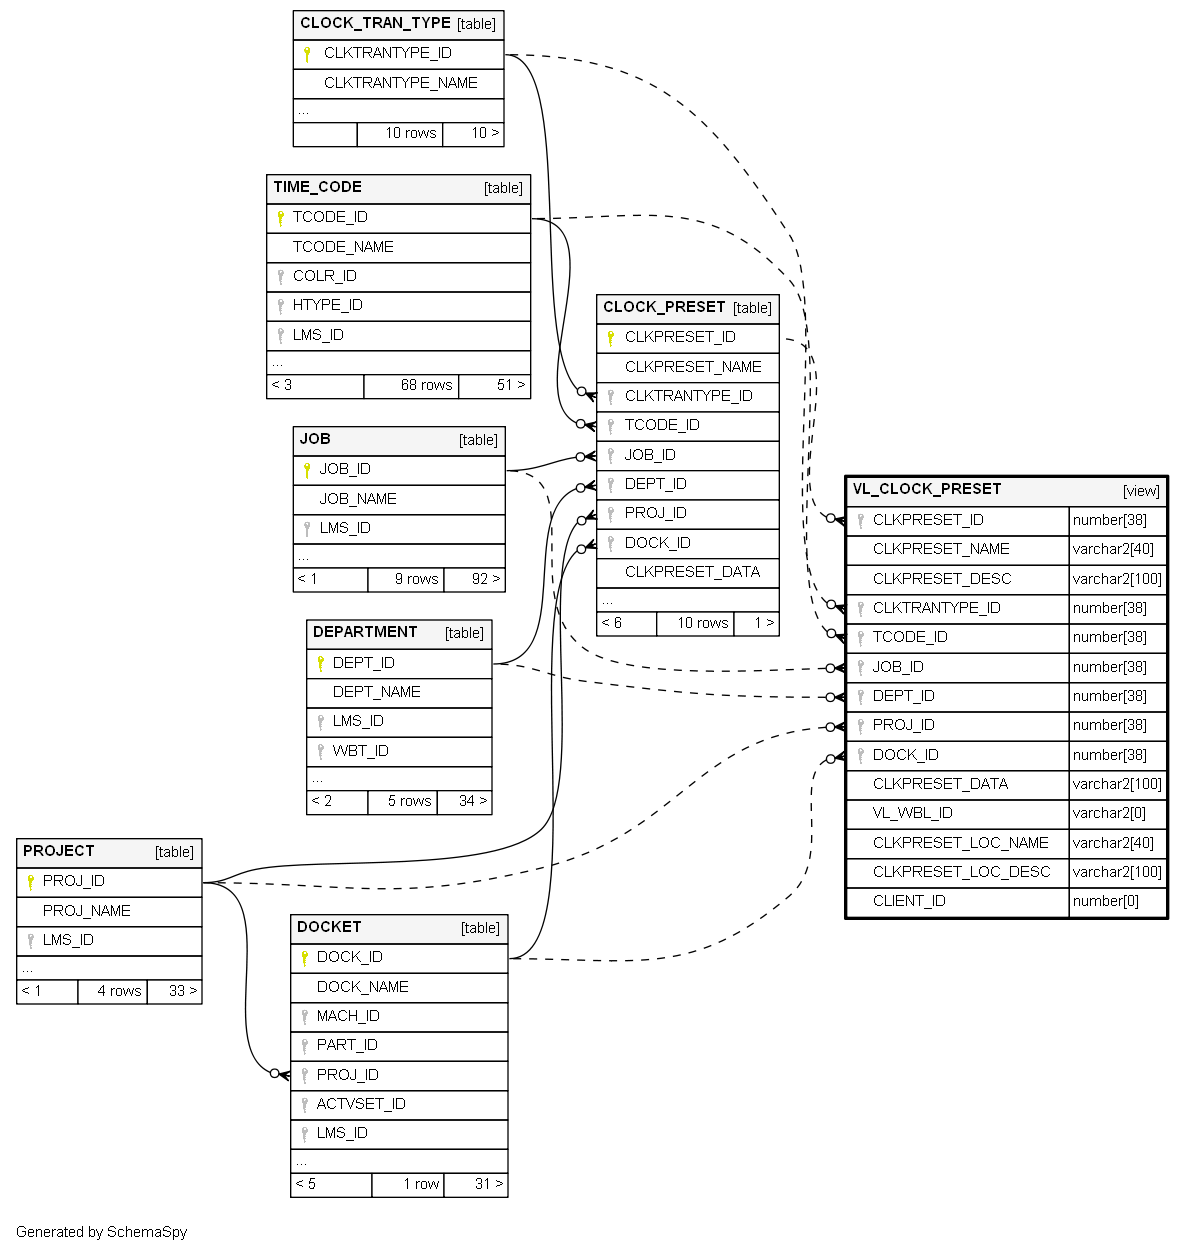 CLOCK_TRAN_TYPE [table]
CLKTRANTYPE_ID
CLKTRANTYPE_NAME
...
10 rows 10 >
TIME_CODE [table]
TCODE_ID
TCODE_NAME
COLR_ID
HTYPE_ID
LMS_ID
...
< 3 68 rows 51 >
CLOCK_PRESET [table]
CLKPRESET_ID
CLKPRESET_NAME
CLKTRANTYPE_ID
TCODE_ID
JOB_ID
DEPT_ID
PROJ_ID
DOCK_ID
CLKPRESET_DATA
...
< 6 10 rows 1 >
JOB [table]
JOB_ID
JOB_NAME
LMS_ID
...
< 1 9 rows 92 >
VL_CLOCK_PRESET [view]
CLKPRESET_ID number[38]
CLKPRESET_NAME varchar2[40]
CLKPRESET_DESC varchar2[100]
CLKTRANTYPE_ID number[38]
TCODE_ID number[38]
JOB_ID number[38]
DEPT_ID number[38]
PROJ_ID number[38]
DOCK_ID number[38]
CLKPRESET_DATA varchar2[100]
VL_WBL_ID varchar2[0]
CLKPRESET_LOC_NAME varchar2[40]
CLKPRESET_LOC_DESC varchar2[100]
CLIENT_ID number[0]
DEPARTMENT [table]
DEPT_ID
DEPT_NAME
LMS_ID
WBT_ID
...
< 2 5 rows 34 >
PROJECT [table]
PROJ_ID
PROJ_NAME
LMS_ID
...
< 1 4 rows 33 >
DOCKET [table]
DOCK_ID
DOCK_NAME
MACH_ID
PART_ID
PROJ_ID
ACTVSET_ID
LMS_ID
...
< 5 1 row 31 >
Generated by SchemaSpy